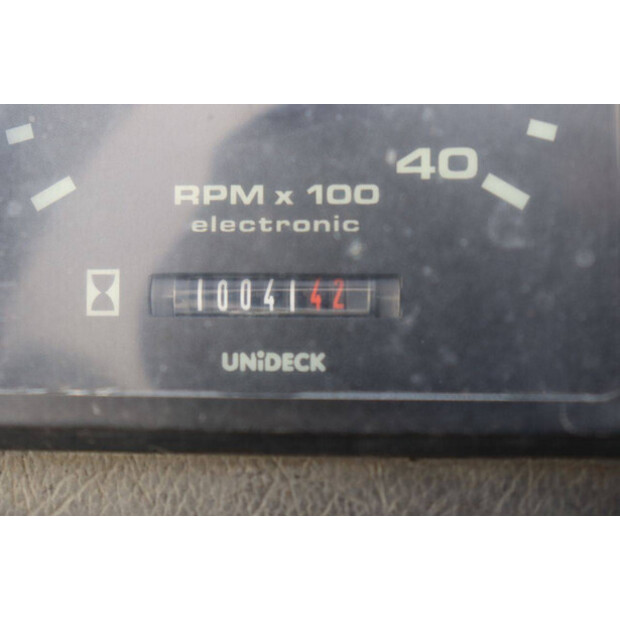 40
RPM x 100
electronic
1004142
UNiDECK